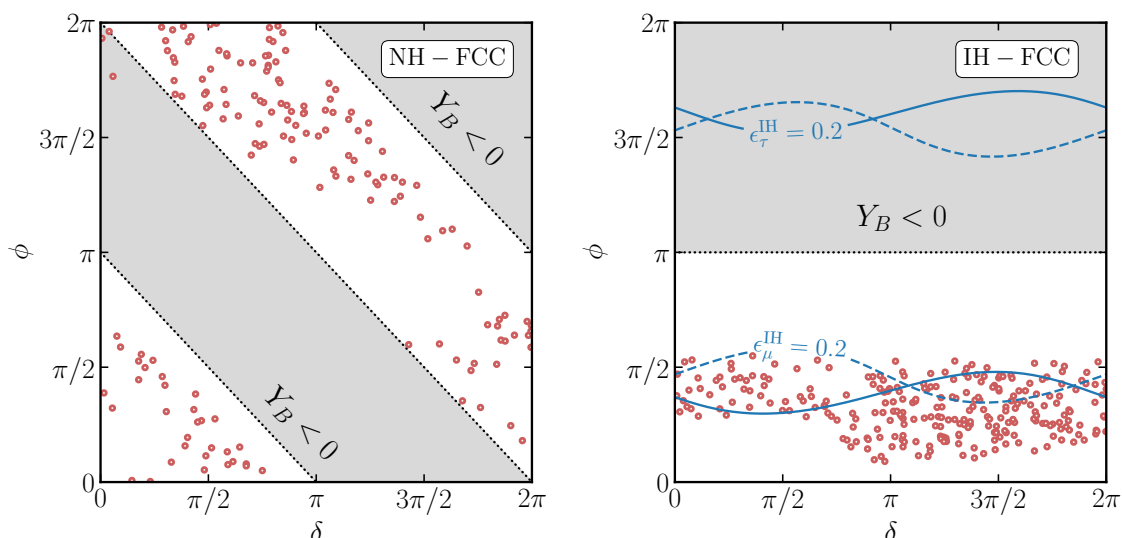 2π
3π/2
π
π/2
0
ϕ
0
π/2
π
3π/2
2π
δ
NH – FCC
Y_B < 0
Y_B < 0
2π
3π/2
π
π/2
0
ϕ
0
π/2
π
3π/2
2π
δ
IH – FCC
ϵ_τ^IH = 0.2
Y_B < 0
ϵ_μ^IH = 0.2